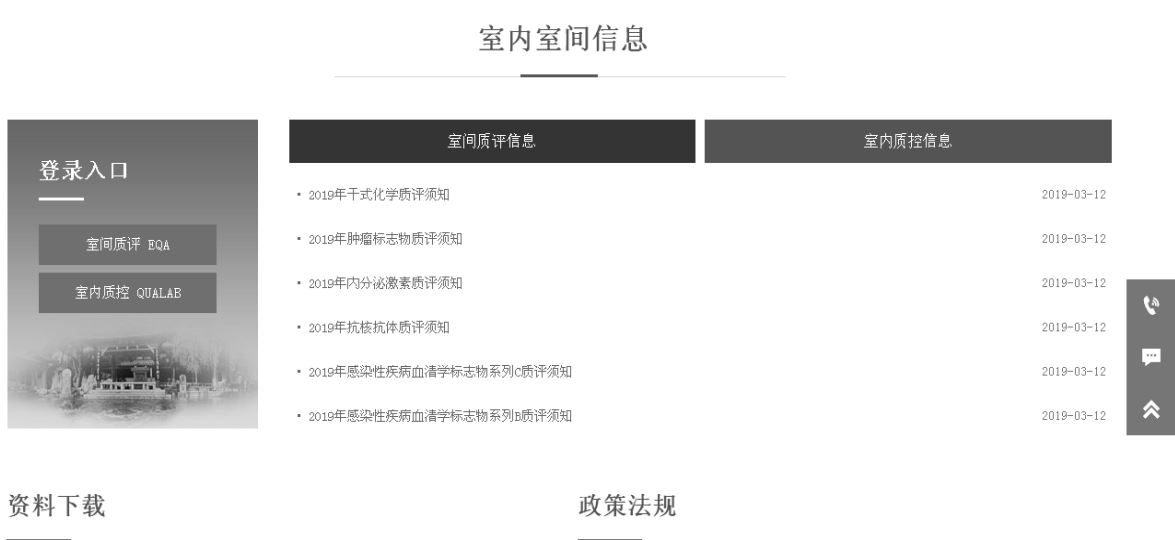 室内室间信息
登录入口
室间质评 EQA
室内质控 QUALAB
室间质评信息 室内质控信息
2019年干式化学质评须知 2019-03-12
2019年肿瘤标志物质评须知 2019-03-12
2019年内分泌激素质评须知 2019-03-12
2019年抗核抗体质评须知 2019-03-12
2019年感染性疾病血清学标志物系列C质评须知 2019-03-12
2019年感染性疾病血清学标志物系列B质评须知 2019-03-12
资料下载 政策法规